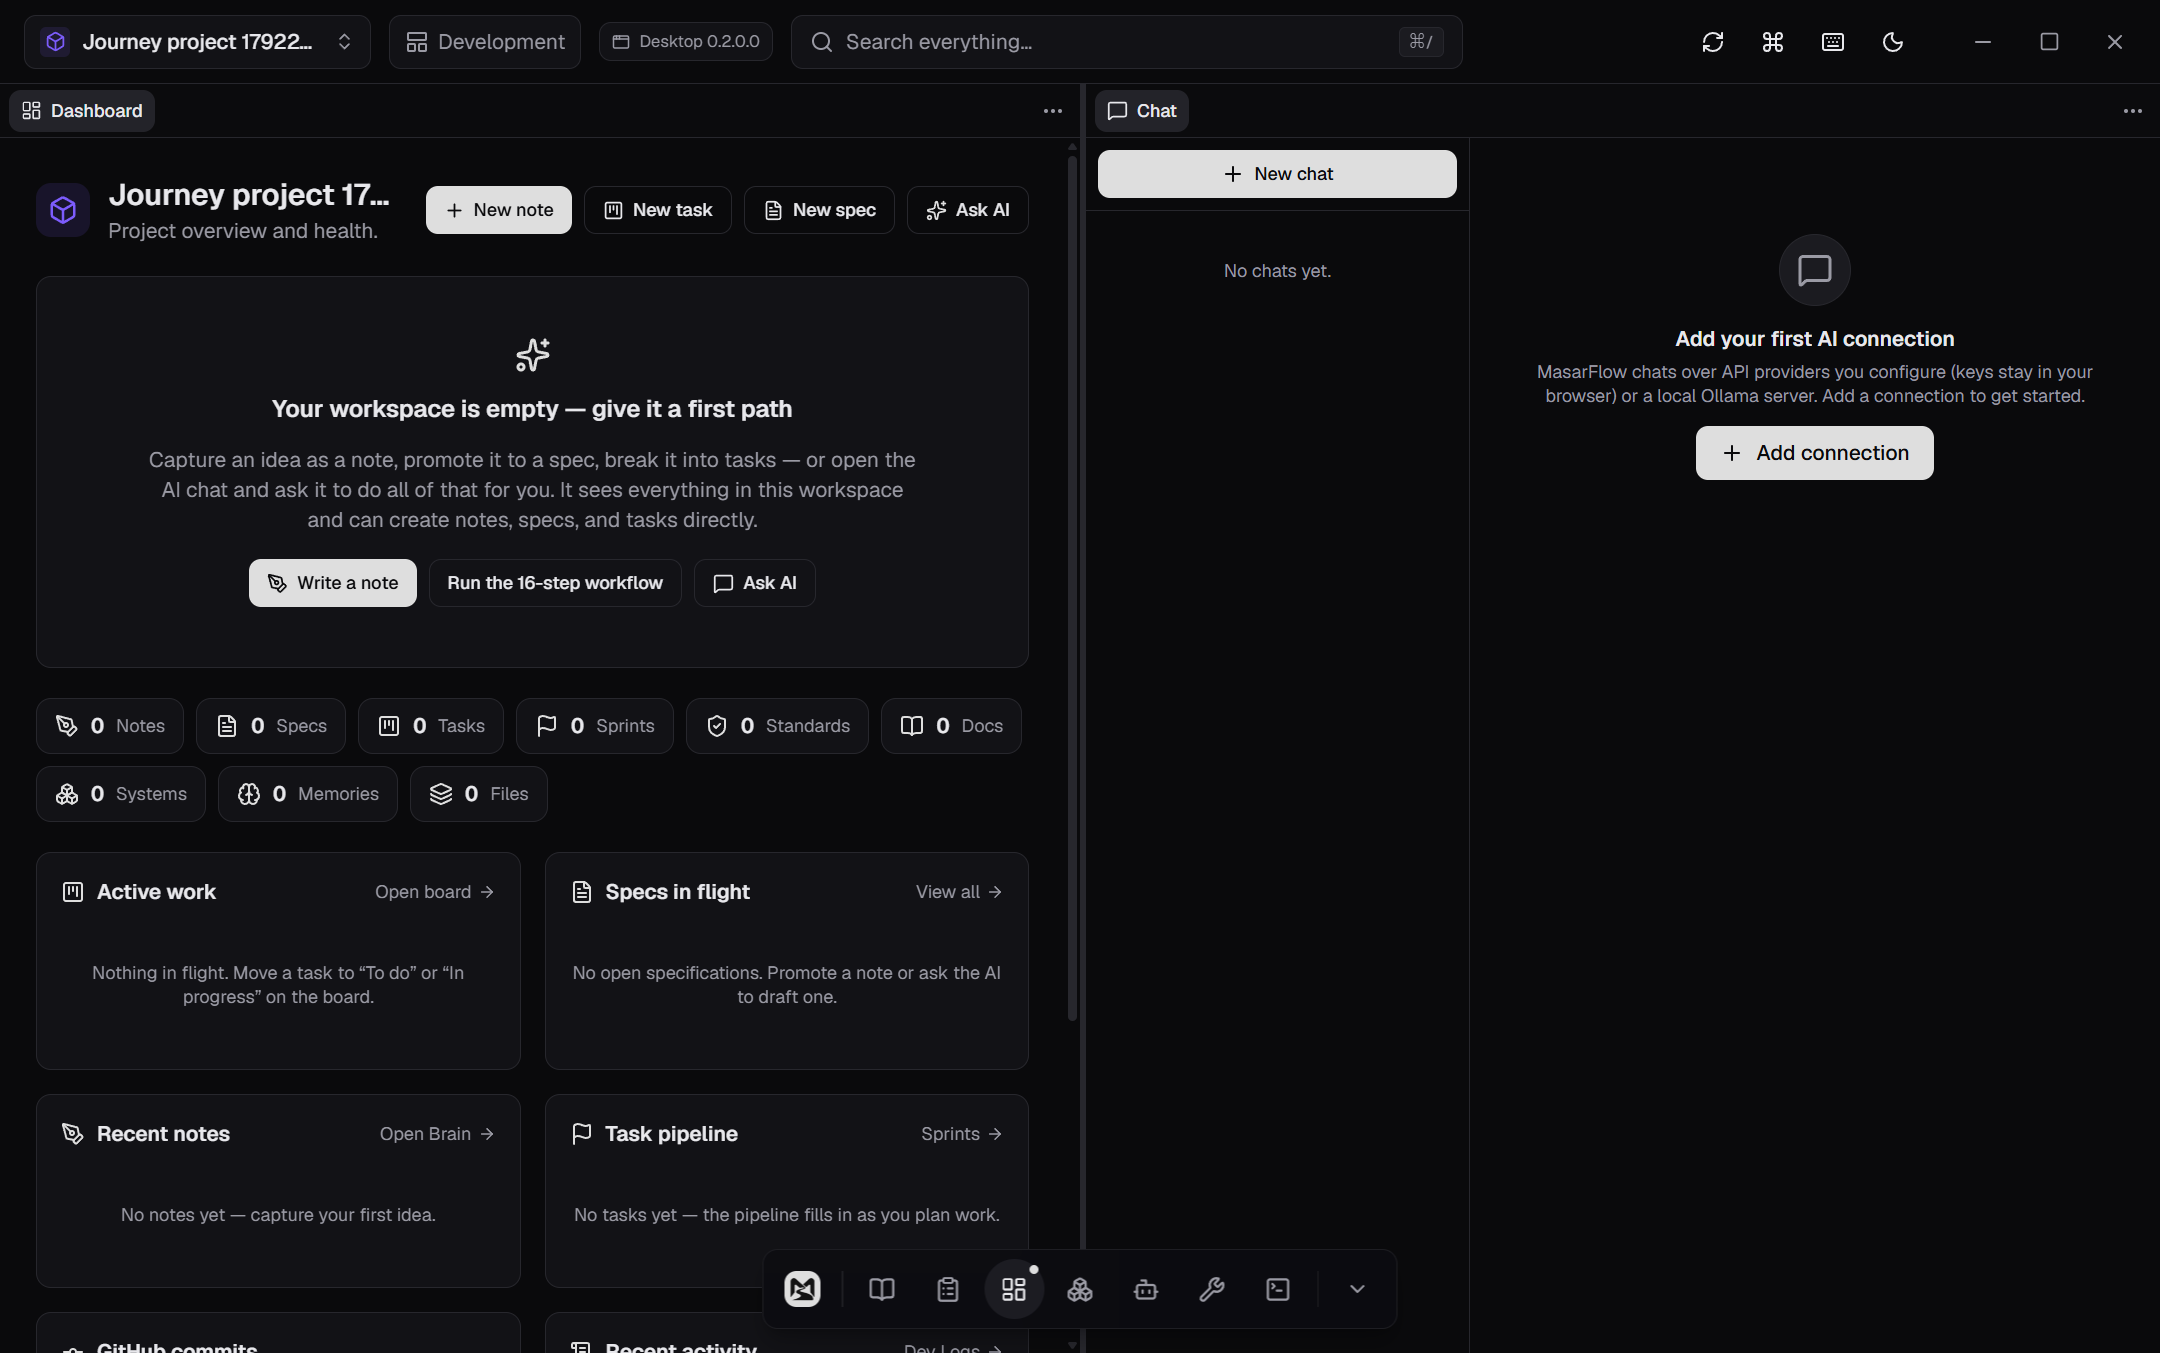 Journey project 17922...
Development
Desktop 0.2.0.0
Search everything...
⌘/
Dashboard
Chat
Journey project 17...
Project overview and health.
New note
New task
New spec
Ask AI
Your workspace is empty — give it a first path
Capture an idea as a note, promote it to a spec, break it into tasks — or open the
AI chat and ask it to do all of that for you. It sees everything in this workspace
and can create notes, specs, and tasks directly.
Write a note
Run the 16-step workflow
Ask AI
0 Notes
0 Specs
0 Tasks
0 Sprints
0 Standards
0 Docs
0 Systems
0 Memories
0 Files
Active work
Open board →
Nothing in flight. Move a task to “To do” or “In
progress” on the board.
Specs in flight
View all →
No open specifications. Promote a note or ask the AI
to draft one.
Recent notes
Open Brain →
No notes yet — capture your first idea.
Task pipeline
Sprints →
No tasks yet — the pipeline fills in as you plan work.
GitHub commits
Recent activity
Dev Logs →
New chat
No chats yet.
Add your first AI connection
MasarFlow chats over API providers you configure (keys stay in your
browser) or a local Ollama server. Add a connection to get started.
Add connection